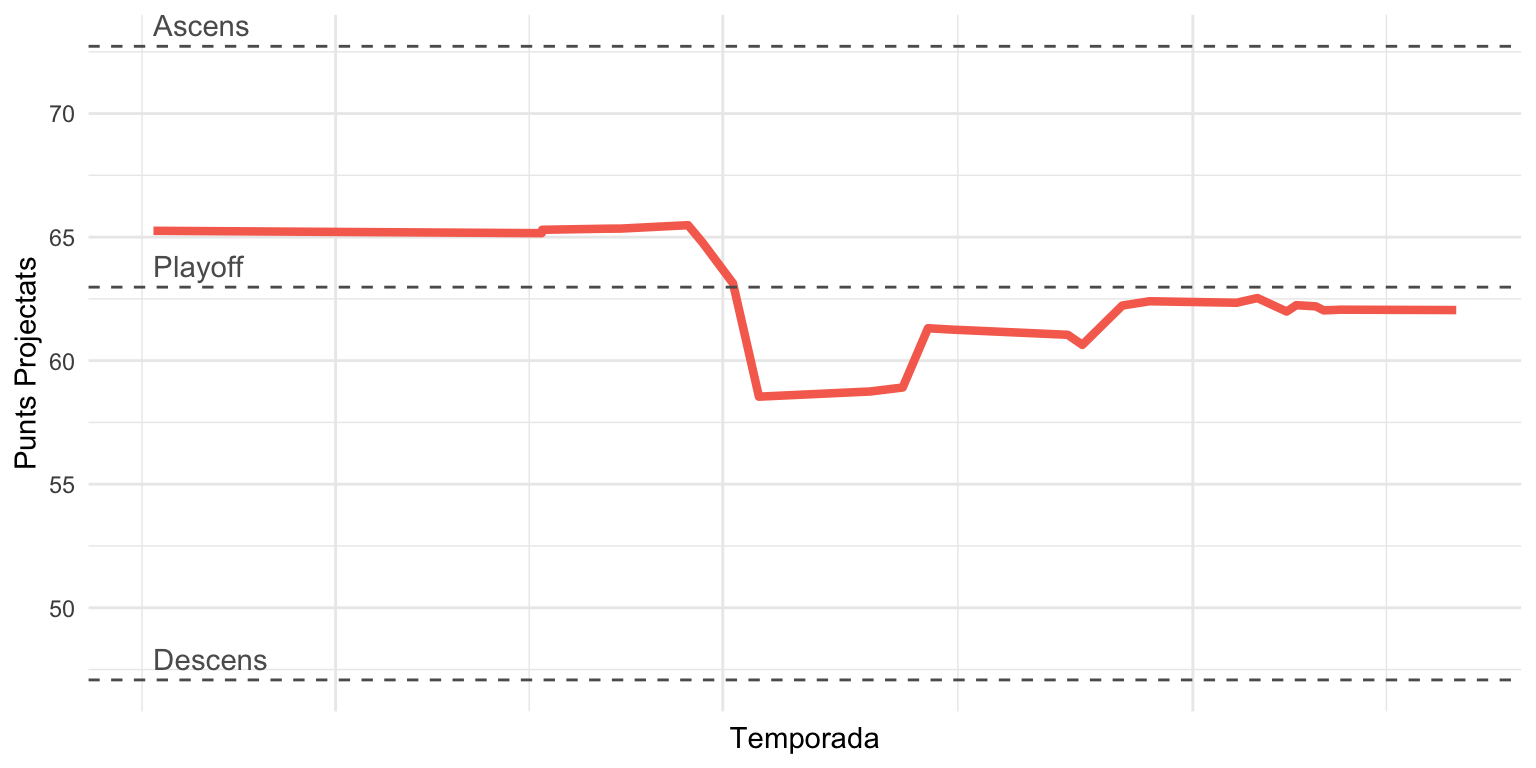 Ascens
70
65
Playoff
60
55
50
Descens
Punts Projectats
Temporada